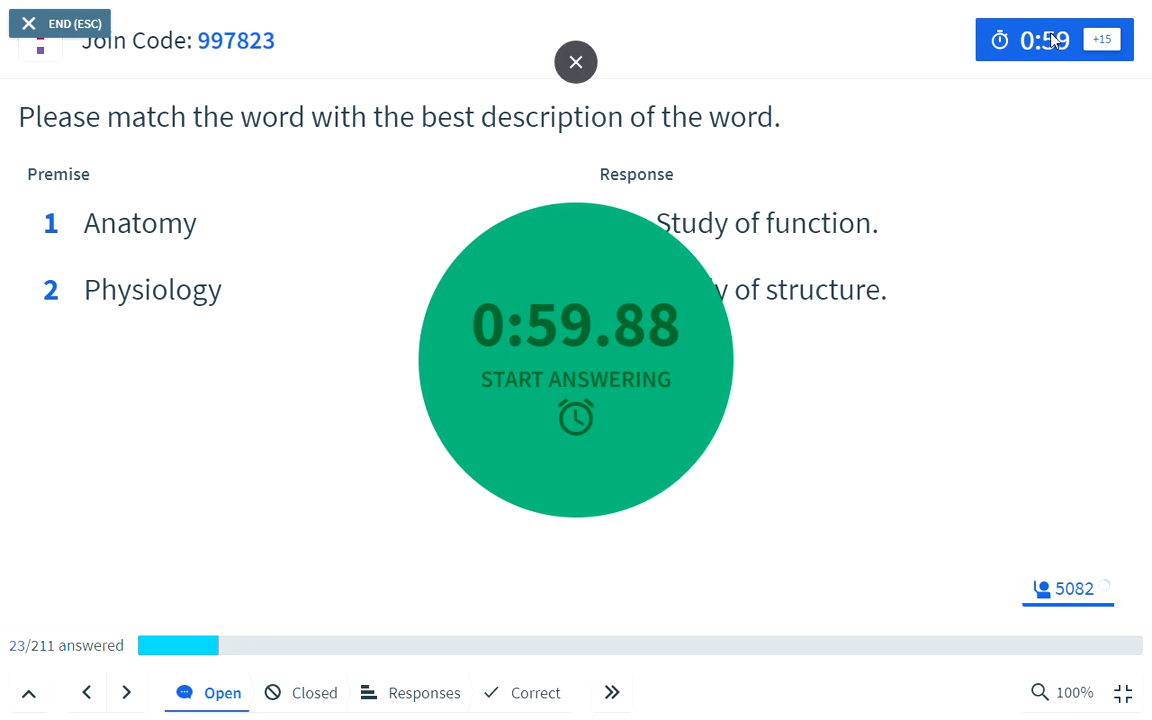 END (ESC)
Join Code: 997823
0:59 +15
Please match the word with the best description of the word.
Premise
Response
1 Anatomy
Study of function.
2 Physiology
of structure.
0:59.88
START ANSWERING
5082
23/211 answered
Open
Closed
Responses
Correct
100%